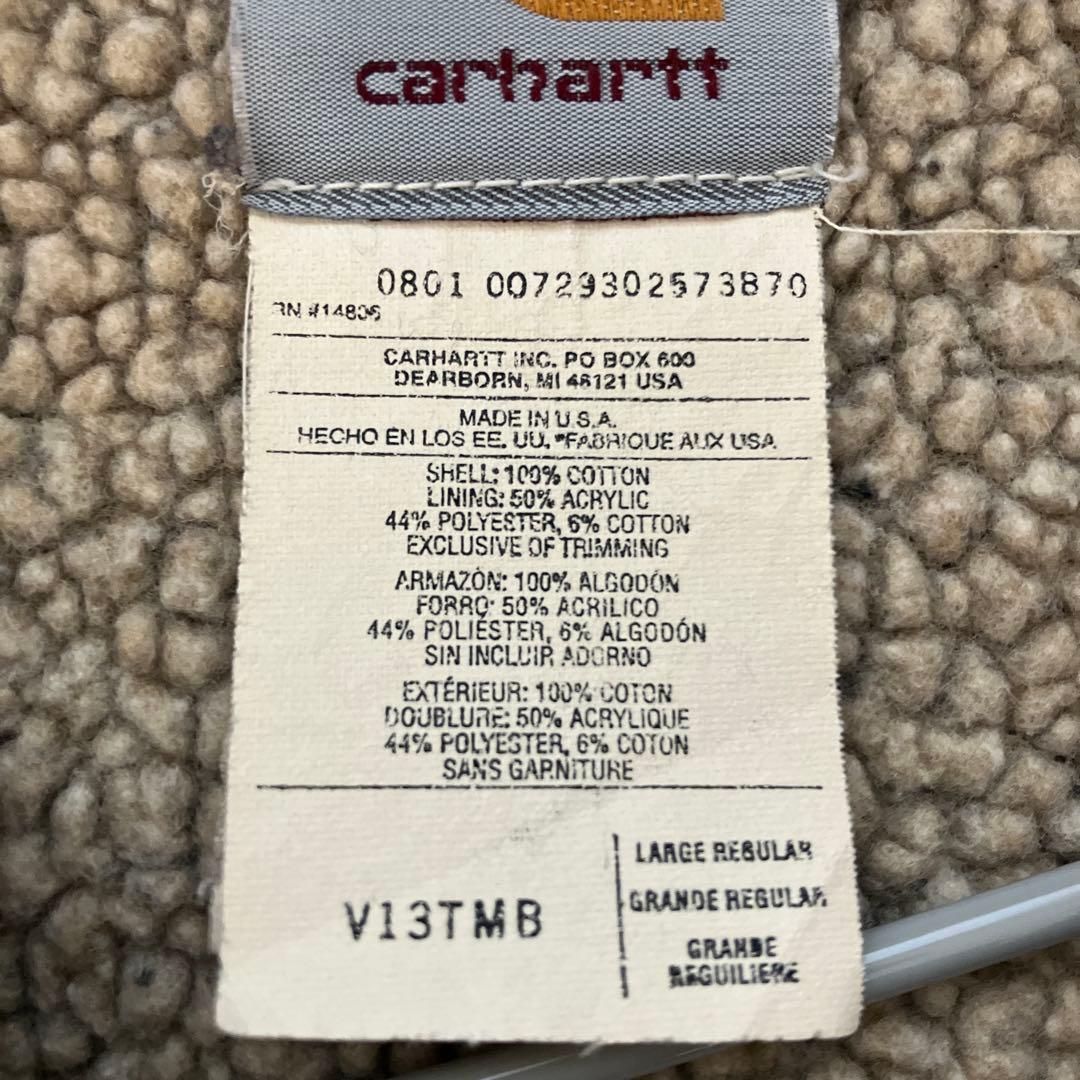 carhartt
0801 00729302573870
RN #14806
CARHARTT INC. PO BOX 600
DEARBORN, MI 48121 USA
MADE IN U.S.A.
HECHO EN LOS EE. UU. *FABRIQUE AUX USA
SHELL: 100% COTTON
LINING: 50% ACRYLIC
44% POLYESTER, 6% COTTON
EXCLUSIVE OF TRIMMING
ARMAZÓN: 100% ALGODÓN
FORRO: 50% ACRILICO
44% POLIÉSTER, 6% ALGODÓN
SIN INCLUIR ADORNO
EXTÉRIEUR: 100% COTON
DOUBLURE: 50% ACRYLIQUE
44% POLYESTER, 6% COTON
SANS GARNITURE
V13TMB
LARGE REGULAR
GRANDE REGULAR
GRANDE
REGUILIERE